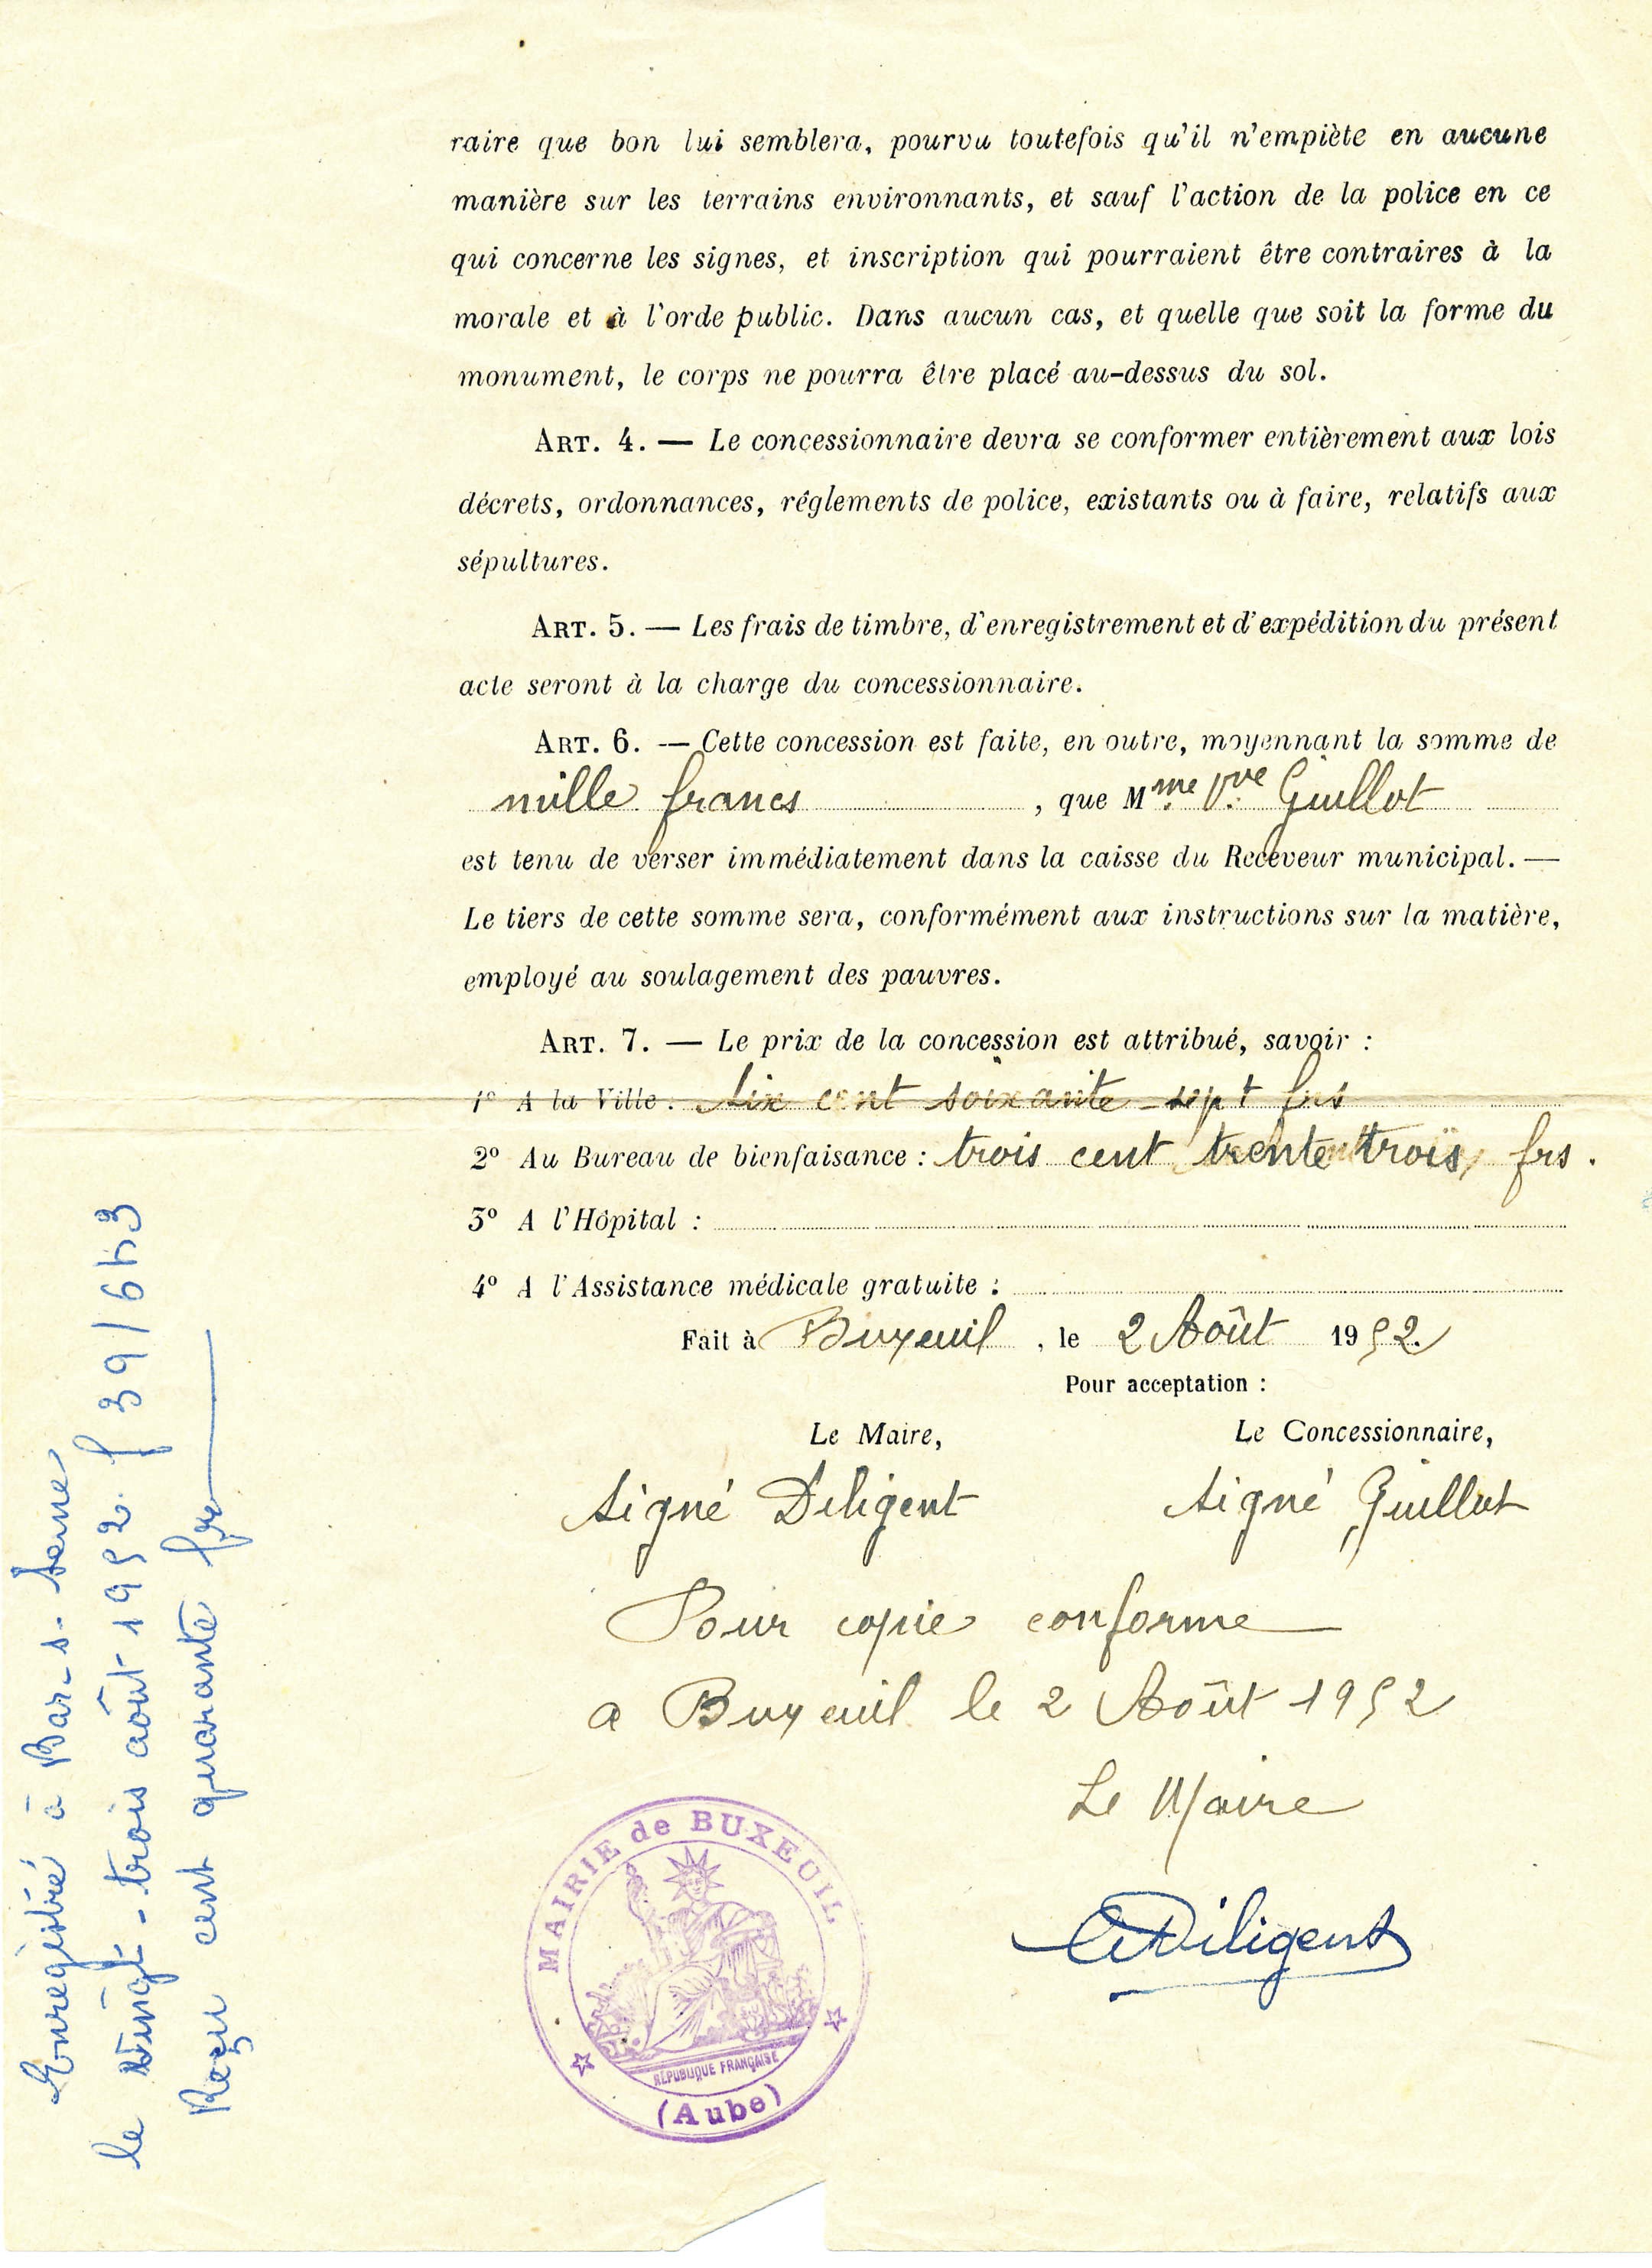 raire que bon lui semblera, pourvu toutefois qu'il n'empiète en aucune
manière sur les terrains environnants, et sauf l'action de la police en ce
qui concerne les signes, et inscription qui pourraient être contraires à la
morale et à l'orde public. Dans aucun cas, et quelle que soit la forme du
monument, le corps ne pourra être placé au-dessus du sol.
ART. 4. — Le concessionnaire devra se conformer entièrement aux lois
décrets, ordonnances, réglements de police, existants ou à faire, relatifs aux
sépultures.
ART. 5. — Les frais de timbre, d'enregistrement et d'expédition du présent
acte seront à la charge du concessionnaire.
ART. 6. — Cette concession est faite, en outre, moyennant la somme de
mille francs , que Mme Vve Guillot
est tenu de verser immédiatement dans la caisse du Receveur municipal. —
Le tiers de cette somme sera, conformément aux instructions sur la matière,
employé au soulagement des pauvres.
ART. 7. — Le prix de la concession est attribué, savoir :
1º A la Ville : Six cent soixante-sept frs
2º Au Bureau de bienfaisance : trois cent trente trois frs.
3º A l'Hôpital :
4º A l'Assistance médicale gratuite :
Fait à Buxeuil , le 2 Août 1952.
Pour acceptation :
Le Maire, Le Concessionnaire,
signé Diligent signé Guillot
Pour copie conforme
a Buxeuil le 2 Août 1952
Le Maire
Diligent
MAIRIE de BUXEUIL
RÉPUBLIQUE FRANÇAISE
(Aube)
Enregistré à Bar-s-Seine
le vingt-trois août 1952. f 39/643
Reçu cent quarante frs